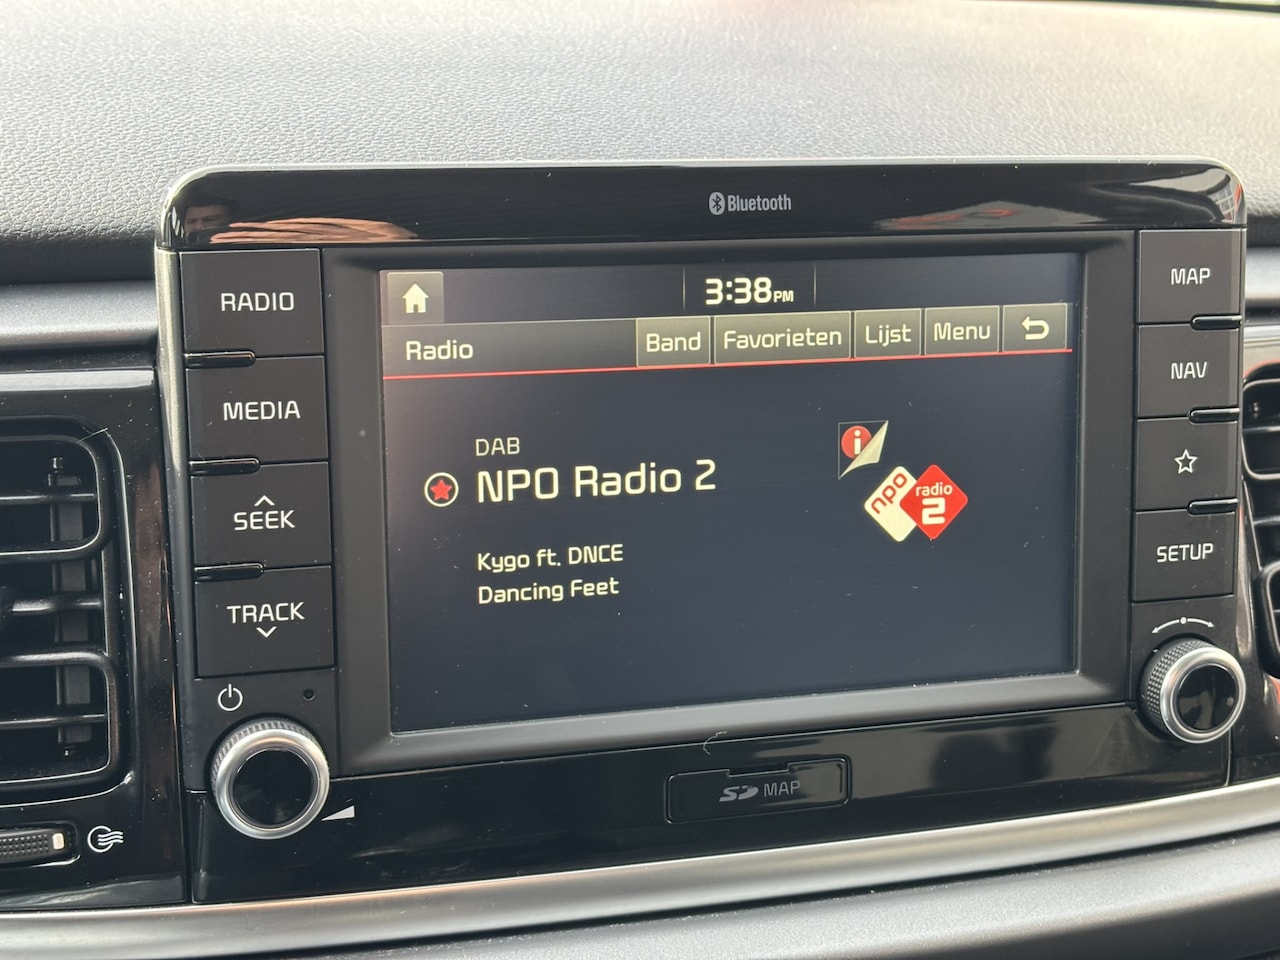 Bluetooth
RADIO
MEDIA
SEEK
TRACK
3:38PM
Radio
Band
Favorieten
Lijst
Menu
DAB
NPO Radio 2
Kygo ft. DNCE
Dancing Feet
i
npo
radio
2
MAP
NAV
SETUP
SD MAP